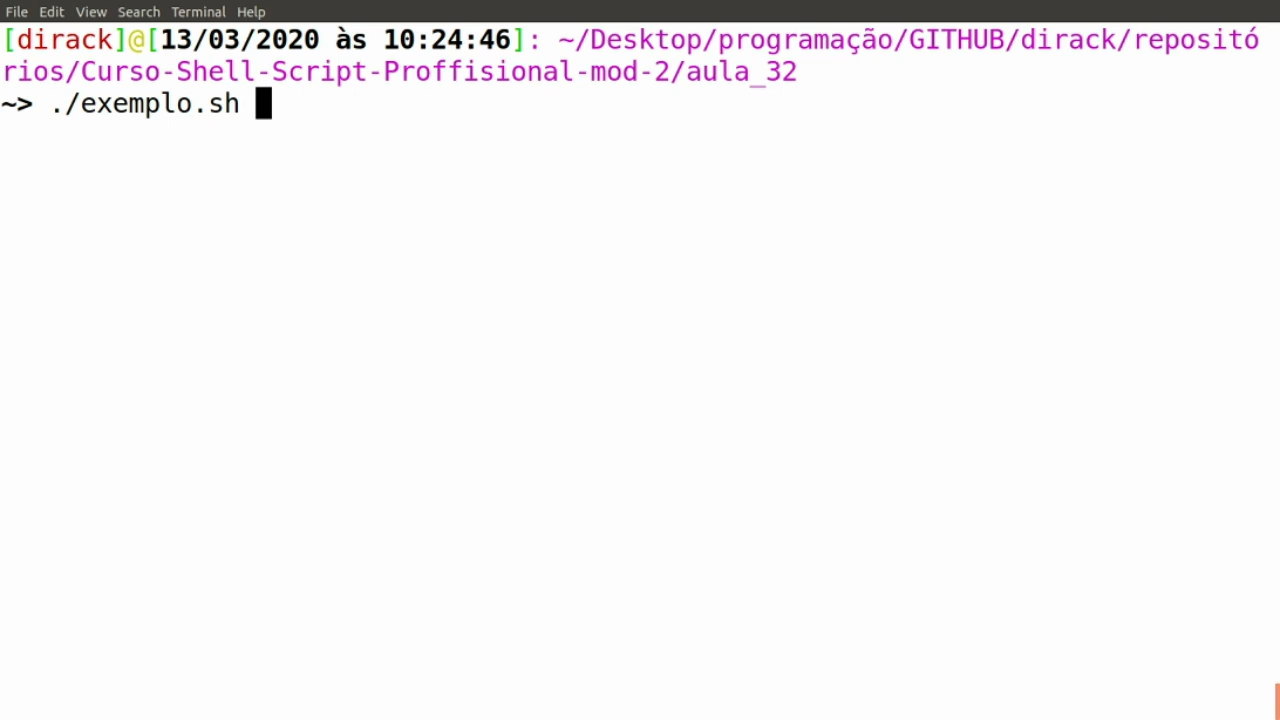 File Edit View Search Terminal Help
[dirack]@[13/03/2020 às 10:24:46]: ~/Desktop/programação/GITHUB/dirack/repositó
rios/Curso-Shell-Script-Proffisional-mod-2/aula_32
~> ./exemplo.sh